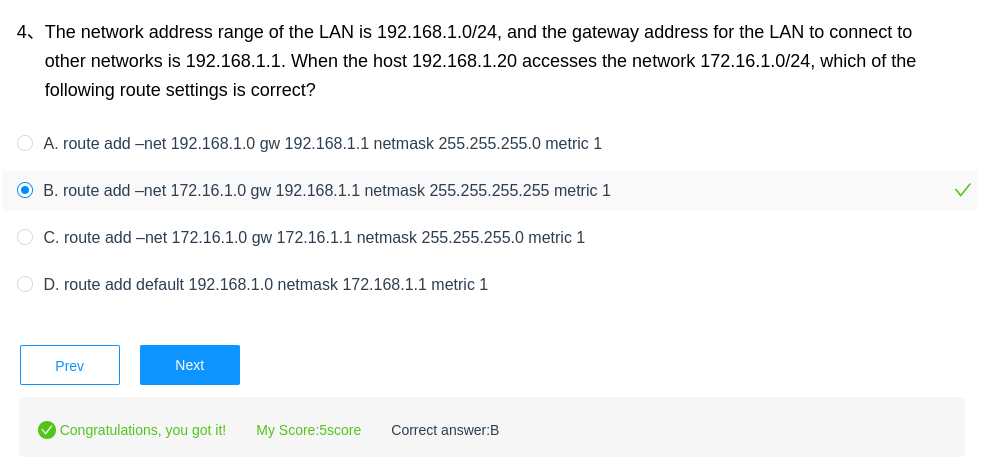 4、 The network address range of the LAN is 192.168.1.0/24, and the gateway address for the LAN to connect to
other networks is 192.168.1.1. When the host 192.168.1.20 accesses the network 172.16.1.0/24, which of the
following route settings is correct?
A. route add –net 192.168.1.0 gw 192.168.1.1 netmask 255.255.255.0 metric 1
B. route add –net 172.16.1.0 gw 192.168.1.1 netmask 255.255.255.255 metric 1
C. route add –net 172.16.1.0 gw 172.16.1.1 netmask 255.255.255.0 metric 1
D. route add default 192.168.1.0 netmask 172.168.1.1 metric 1
Prev Next
Congratulations, you got it! My Score:5score Correct answer:B